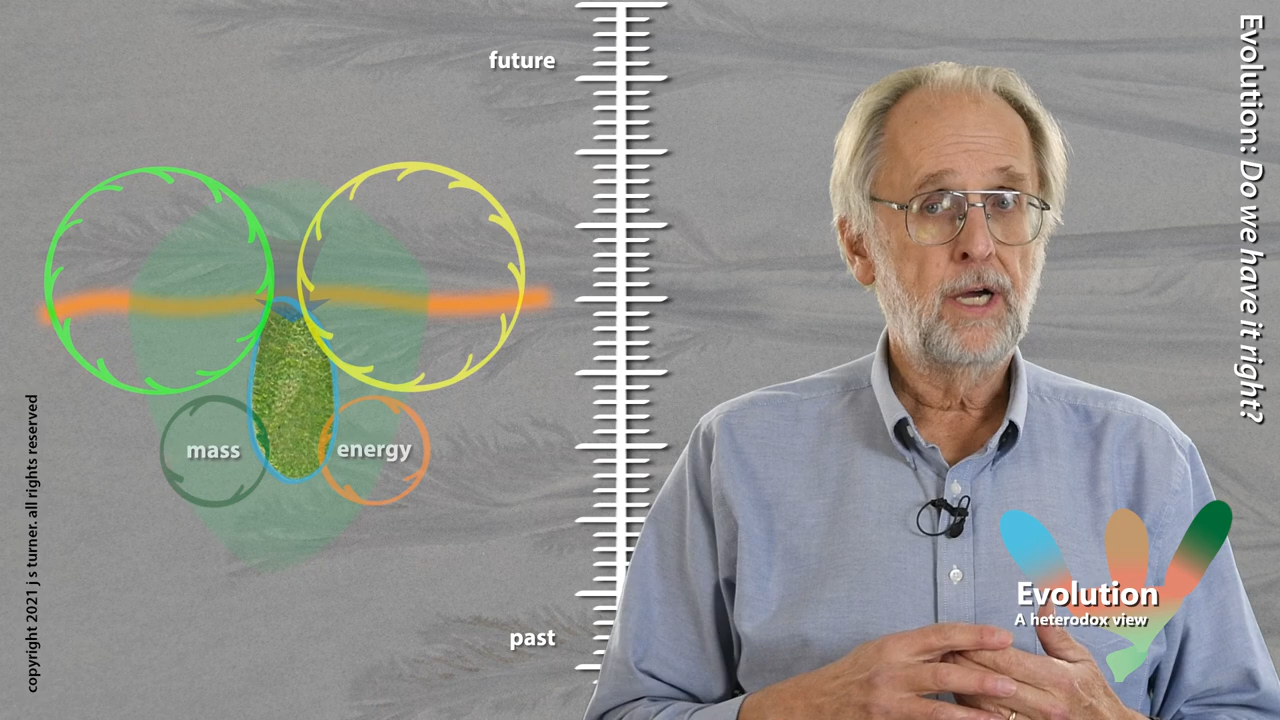 future
mass
energy
past
copyright 2021 j s turner. all rights reserved
Evolution: Do we have it right?
Evolution
A heterodox view